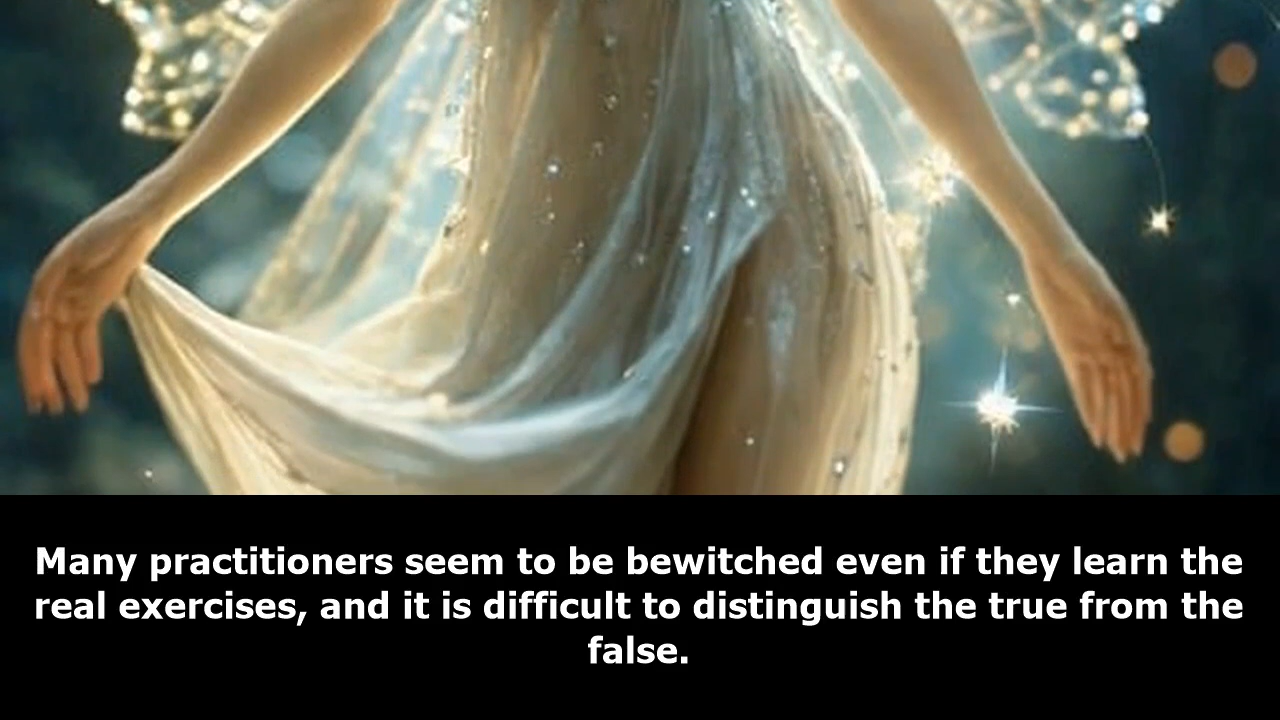 Many practitioners seem to be bewitched even if they learn the
real exercises, and it is difficult to distinguish the true from the
false.